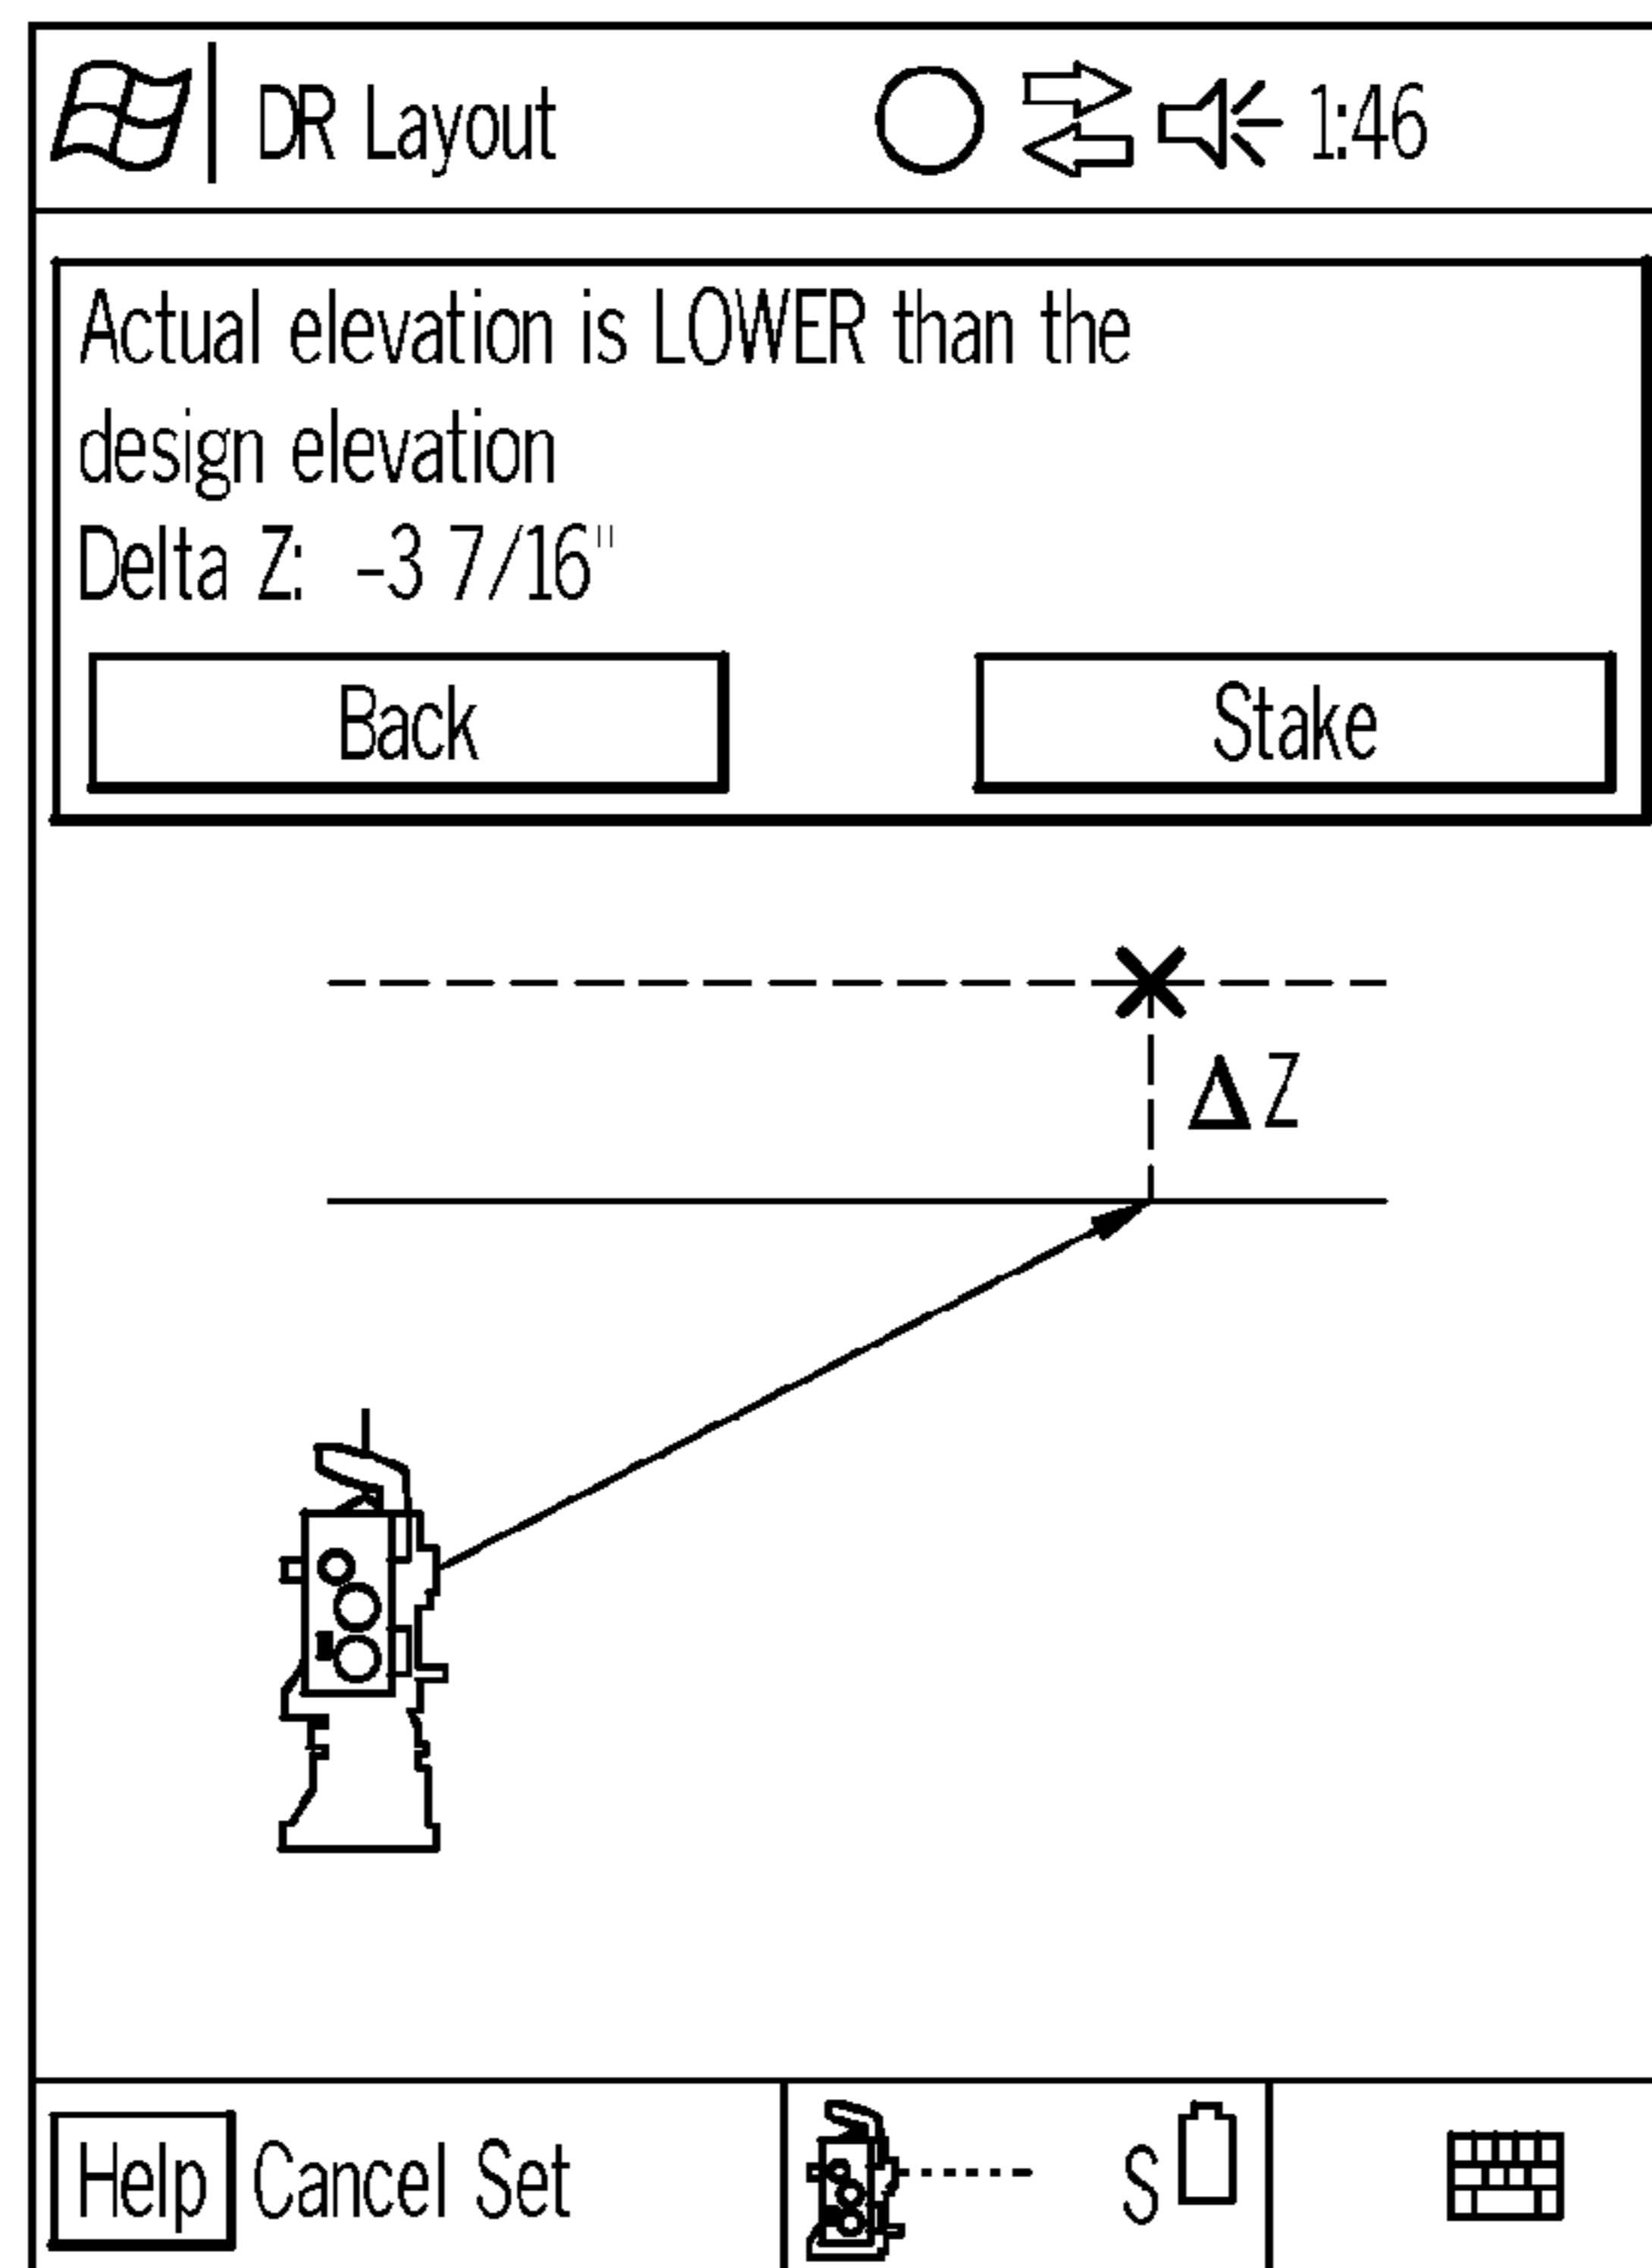 DR Layout 1:46
Actual elevation is LOWER than the
design elevation
Delta Z: -3 7/16"
Back Stake
ΔZ
Help Cancel Set S